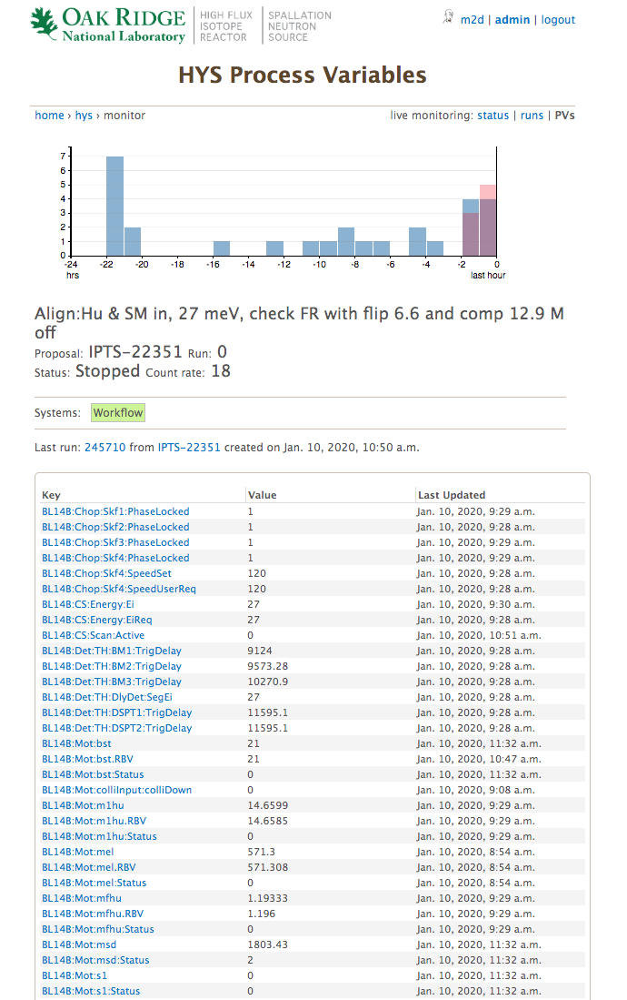 OAK RIDGE
National Laboratory
HIGH FLUX
ISOTOPE
REACTOR
SPALLATION
NEUTRON
SOURCE
m2d | admin | logout
HYS Process Variables
home › hys › monitor
live monitoring: status | runs | PVs
7
6
5
4
3
2
1
0
-24 -22 -20 -18 -16 -14 -12 -10 -8 -6 -4 -2 0
hrs last hour
Align:Hu & SM in, 27 meV, check FR with flip 6.6 and comp 12.9 M
off
Proposal: IPTS-22351 Run: 0
Status: Stopped Count rate: 18
Systems: Workflow
Last run: 245710 from IPTS-22351 created on Jan. 10, 2020, 10:50 a.m.
Key Value Last Updated
BL14B:Chop:Skf1:PhaseLocked 1 Jan. 10, 2020, 9:29 a.m.
BL14B:Chop:Skf2:PhaseLocked 1 Jan. 10, 2020, 9:28 a.m.
BL14B:Chop:Skf3:PhaseLocked 1 Jan. 10, 2020, 9:29 a.m.
BL14B:Chop:Skf4:PhaseLocked 1 Jan. 10, 2020, 9:29 a.m.
BL14B:Chop:Skf4:SpeedSet 120 Jan. 10, 2020, 9:28 a.m.
BL14B:Chop:Skf4:SpeedUserReq 120 Jan. 10, 2020, 9:28 a.m.
BL14B:CS:Energy:Ei 27 Jan. 10, 2020, 9:30 a.m.
BL14B:CS:Energy:EiReq 27 Jan. 10, 2020, 9:28 a.m.
BL14B:CS:Scan:Active 0 Jan. 10, 2020, 10:51 a.m.
BL14B:Det:TH:BM1:TrigDelay 9124 Jan. 10, 2020, 9:28 a.m.
BL14B:Det:TH:BM2:TrigDelay 9573.28 Jan. 10, 2020, 9:28 a.m.
BL14B:Det:TH:BM3:TrigDelay 10270.9 Jan. 10, 2020, 9:28 a.m.
BL14B:Det:TH:DlyDet:SegEi 27 Jan. 10, 2020, 9:28 a.m.
BL14B:Det:TH:DSPT1:TrigDelay 11595.1 Jan. 10, 2020, 9:28 a.m.
BL14B:Det:TH:DSPT2:TrigDelay 11595.1 Jan. 10, 2020, 9:28 a.m.
BL14B:Mot:bst 21 Jan. 10, 2020, 11:32 a.m.
BL14B:Mot:bst.RBV 21 Jan. 10, 2020, 10:47 a.m.
BL14B:Mot:bst:Status 0 Jan. 10, 2020, 11:32 a.m.
BL14B:Mot:colliInput:colliDown 0 Jan. 10, 2020, 9:08 a.m.
BL14B:Mot:m1hu 14.6599 Jan. 10, 2020, 9:29 a.m.
BL14B:Mot:m1hu.RBV 14.6585 Jan. 10, 2020, 9:29 a.m.
BL14B:Mot:m1hu:Status 0 Jan. 10, 2020, 9:29 a.m.
BL14B:Mot:mel 571.3 Jan. 10, 2020, 8:54 a.m.
BL14B:Mot:mel.RBV 571.308 Jan. 10, 2020, 8:54 a.m.
BL14B:Mot:mel:Status 0 Jan. 10, 2020, 8:54 a.m.
BL14B:Mot:mfhu 1.19333 Jan. 10, 2020, 9:29 a.m.
BL14B:Mot:mfhu.RBV 1.196 Jan. 10, 2020, 9:29 a.m.
BL14B:Mot:mfhu:Status 0 Jan. 10, 2020, 9:29 a.m.
BL14B:Mot:msd 1803.43 Jan. 10, 2020, 11:32 a.m.
BL14B:Mot:msd:Status 2 Jan. 10, 2020, 11:32 a.m.
BL14B:Mot:s1 0 Jan. 10, 2020, 11:32 a.m.
BL14B:Mot:s1:Status 0 Jan. 10, 2020, 11:32 a.m.